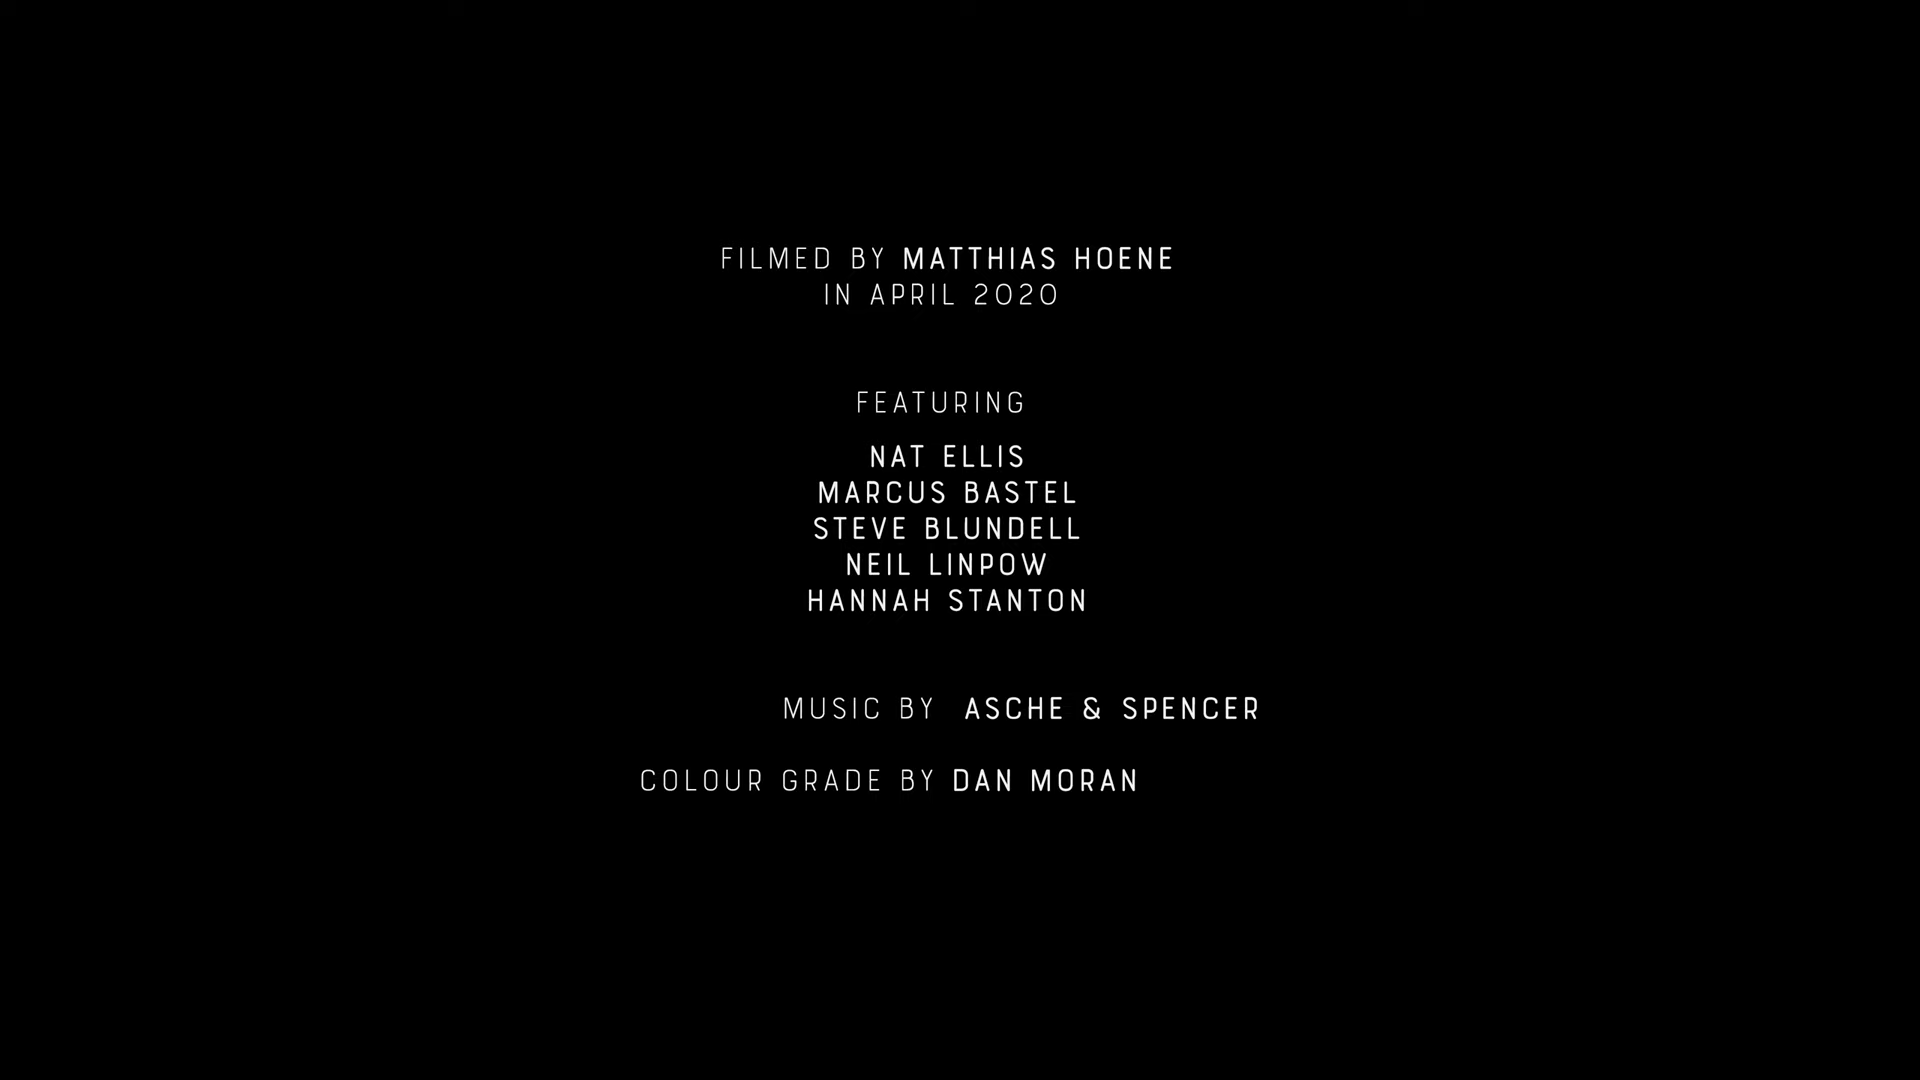 FILMED BY MATTHIAS HOENE
IN APRIL 2020
FEATURING
NAT ELLIS
MARCUS BASTEL
STEVE BLUNDELL
NEIL LINPOW
HANNAH STANTON
MUSIC BY ASCHE & SPENCER
COLOUR GRADE BY DAN MORAN